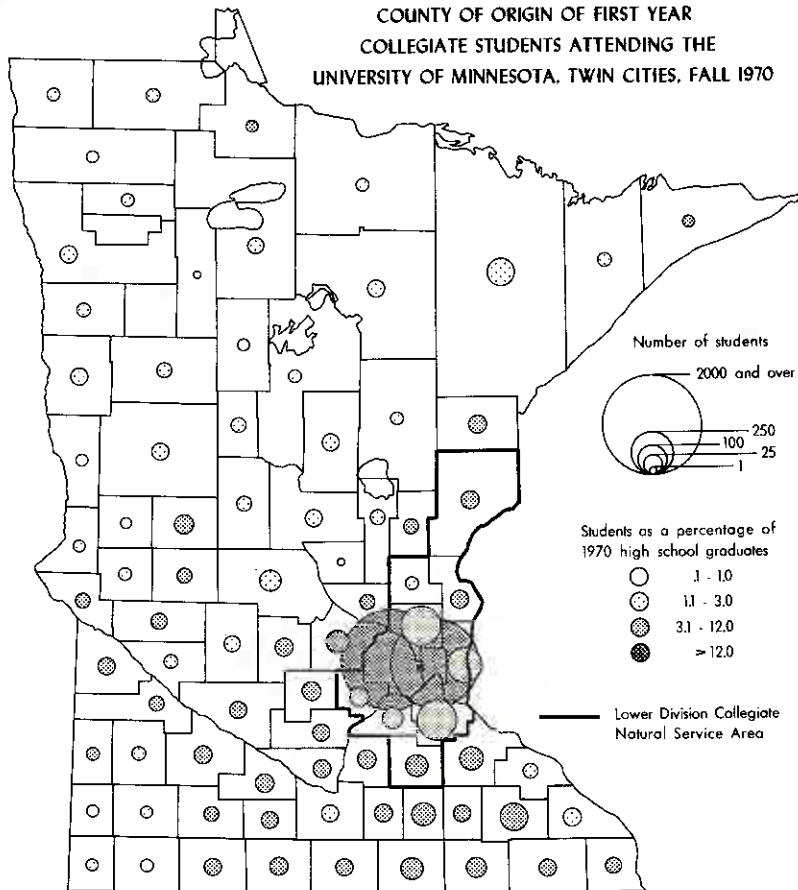 COUNTY OF ORIGIN OF FIRST YEAR
COLLEGIATE STUDENTS ATTENDING THE
UNIVERSITY OF MINNESOTA, TWIN CITIES, FALL 1970
Number of students
2000 and over
250
100
25
1
Students as a percentage of
1970 high school graduates
.1 - 1.0
1.1 - 3.0
3.1 - 12.0
> 12.0
Lower Division Collegiate
Natural Service Area